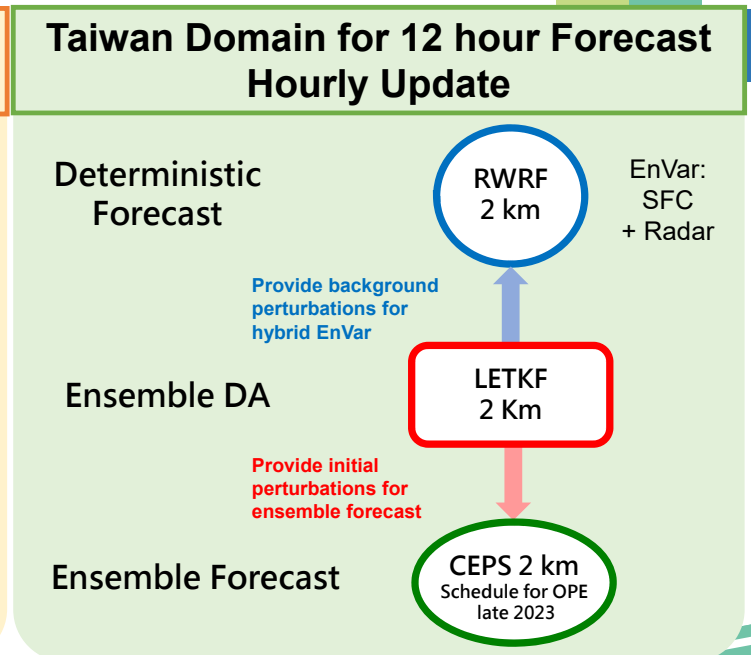 Taiwan Domain for 12 hour Forecast
Hourly Update
Deterministic
Forecast
RWRF
2 km
EnVar:
SFC
+ Radar
Provide background
perturbations for
hybrid EnVar
Ensemble DA
LETKF
2 Km
Provide initial
perturbations for
ensemble forecast
Ensemble Forecast
CEPS 2 km
Schedule for OPE
late 2023